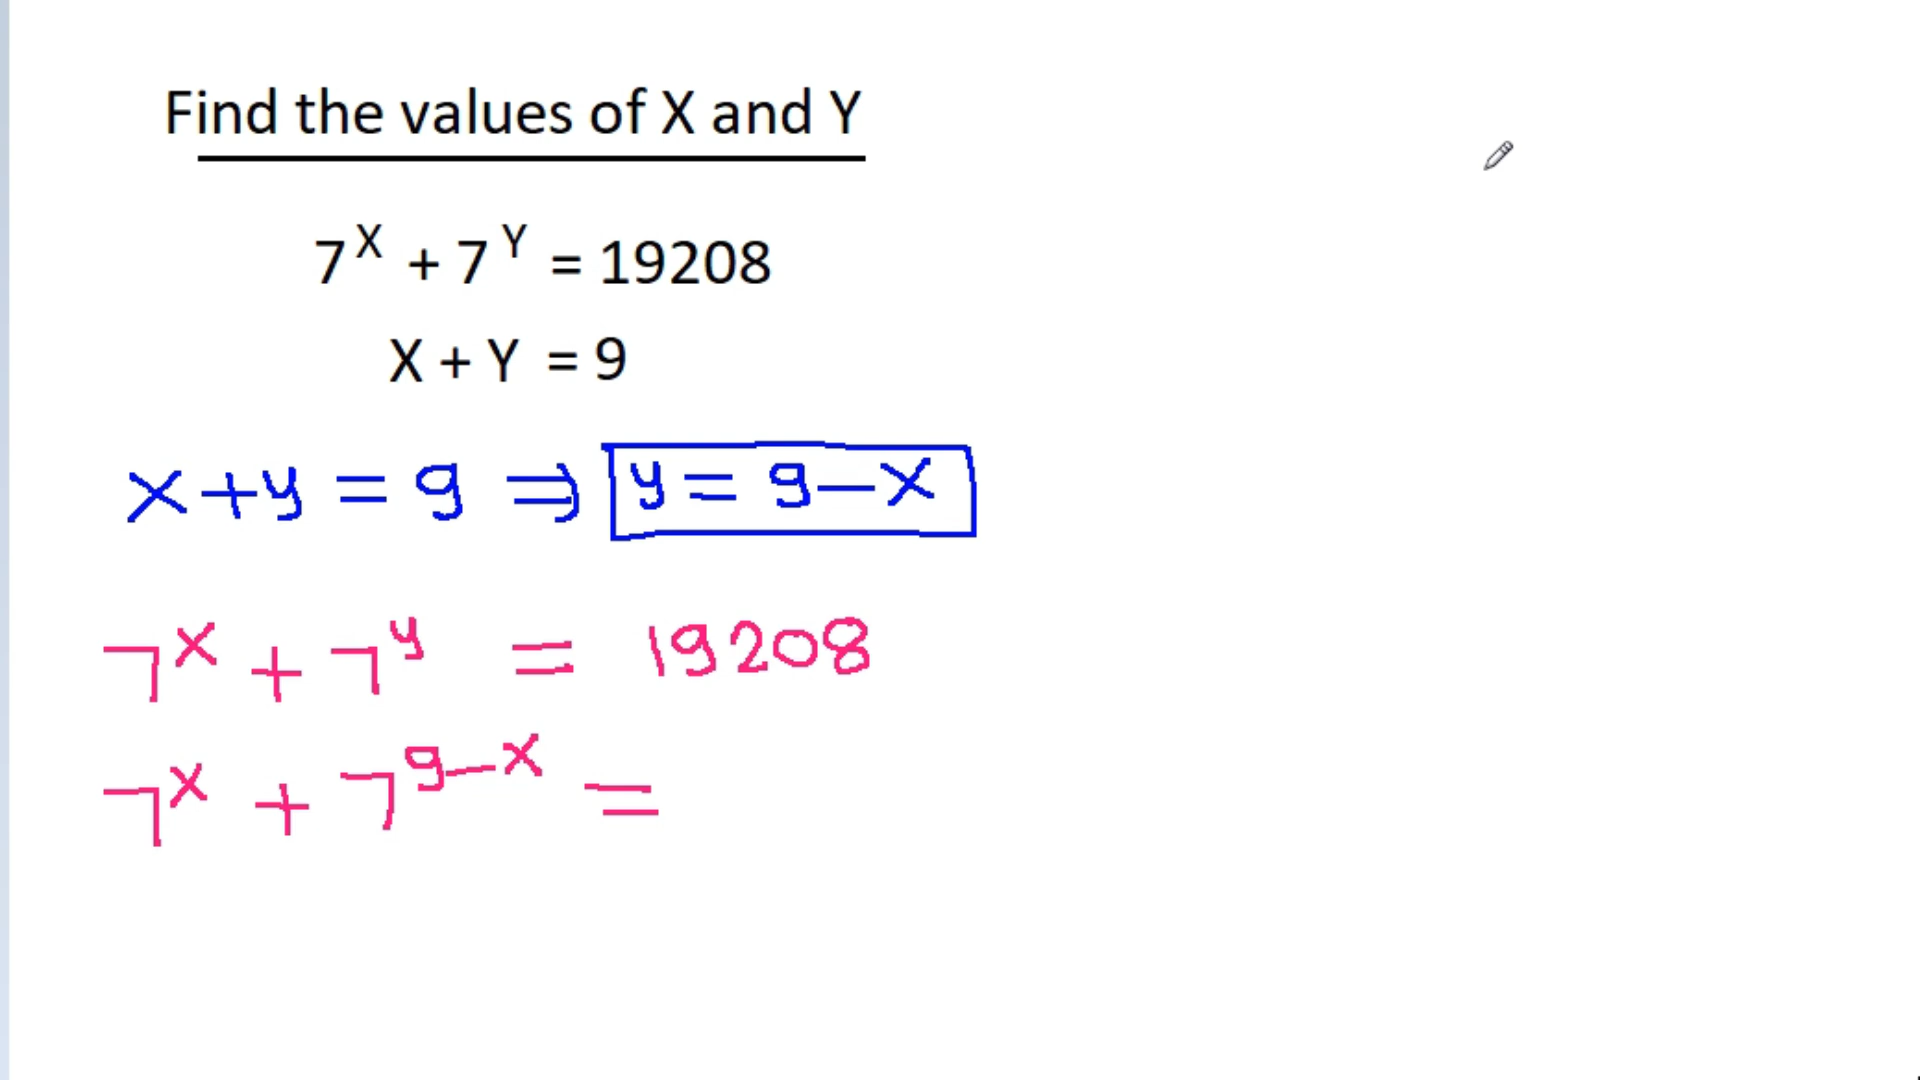 Find the values of X and Y
7^X + 7^Y = 19208
X + Y = 9
x + y = 9 ⇒ y = 9 – x
7^x + 7^y = 19208
7^x + 7^9–x =